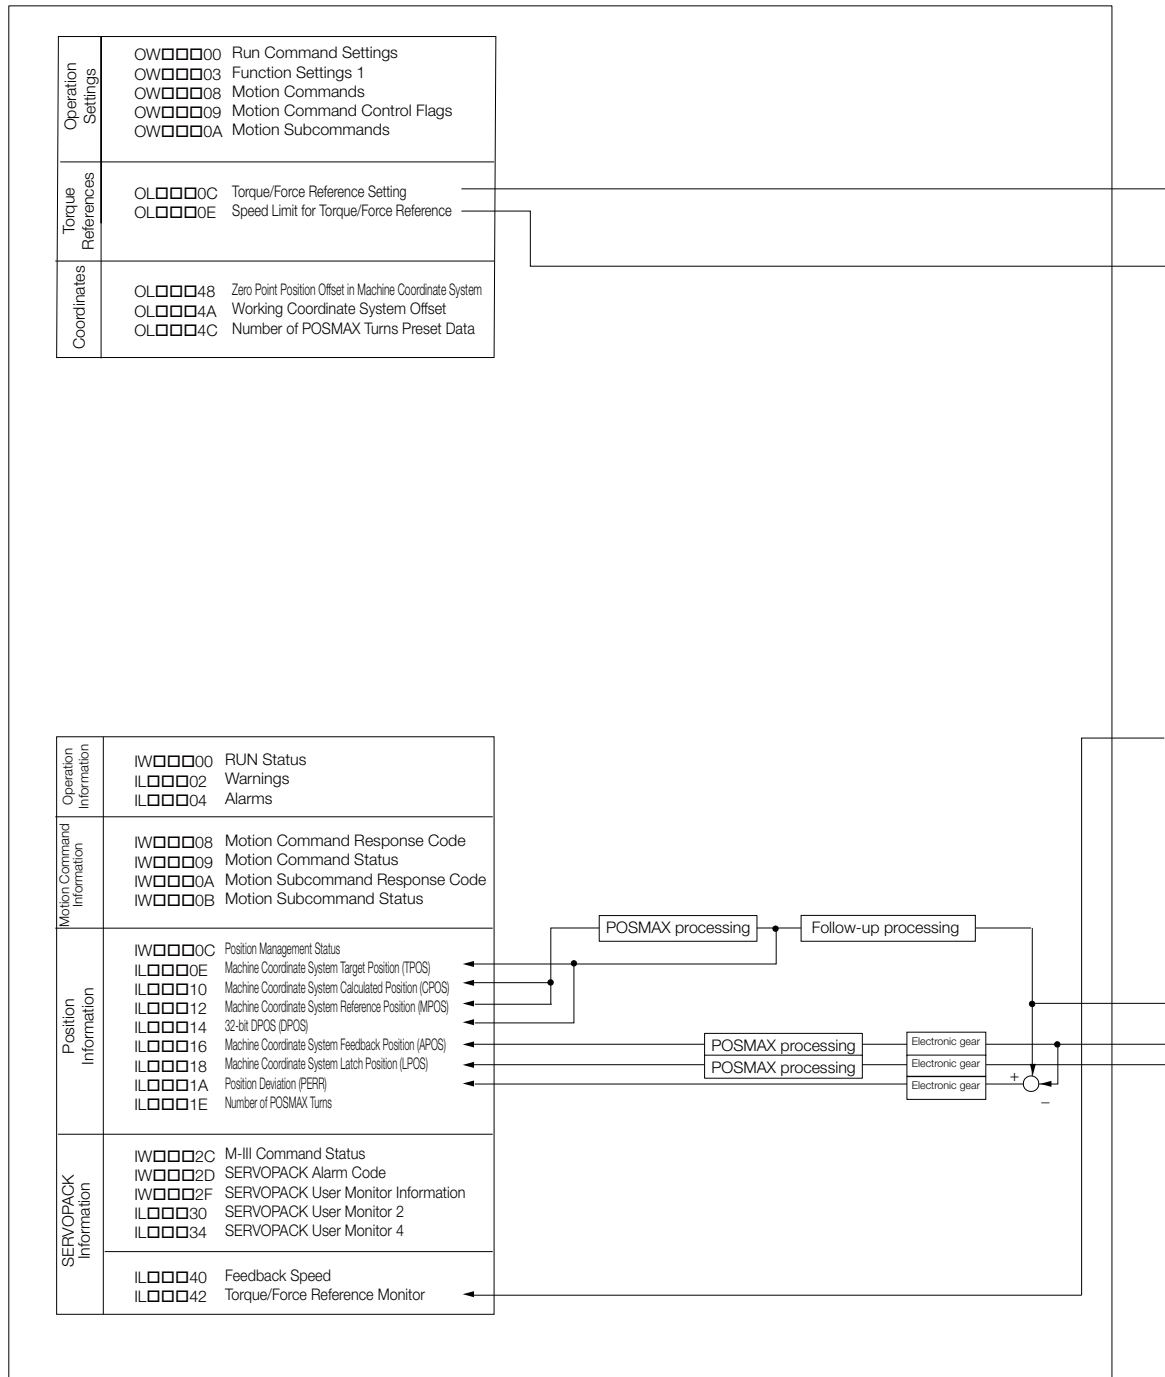 Operation
Settings
OW□□□00 Run Command Settings
OW□□□03 Function Settings 1
OW□□□08 Motion Commands
OW□□□09 Motion Command Control Flags
OW□□□0A Motion Subcommands
Torque
References
OL□□□0C Torque/Force Reference Setting
OL□□□0E Speed Limit for Torque/Force Reference
Coordinates
OL□□□48 Zero Point Position Offset in Machine Coordinate System
OL□□□4A Working Coordinate System Offset
OL□□□4C Number of POSMAX Turns Preset Data
Operation
Information
IW□□□00 RUN Status
IL□□□02 Warnings
IL□□□04 Alarms
Motion Command
Information
IW□□□08 Motion Command Response Code
IW□□□09 Motion Command Status
IW□□□0A Motion Subcommand Response Code
IW□□□0B Motion Subcommand Status
POSMAX processing
Follow-up processing
Position
Information
IW□□□0C Position Management Status
IL□□□0E Machine Coordinate System Target Position (TPOS)
IL□□□10 Machine Coordinate System Calculated Position (CPOS)
IL□□□12 Machine Coordinate System Reference Position (MPOS)
IL□□□14 32-bit DPOS (DPOS)
IL□□□16 Machine Coordinate System Feedback Position (APOS)
POSMAX processing
Electronic gear
IL□□□18 Machine Coordinate System Latch Position (LPOS)
POSMAX processing
Electronic gear
IL□□□1A Position Deviation (PERR)
Electronic gear
+
−
IL□□□1E Number of POSMAX Turns
SERVOPACK
Information
IW□□□2C M-III Command Status
IW□□□2D SERVOPACK Alarm Code
IW□□□2F SERVOPACK User Monitor Information
IL□□□30 SERVOPACK User Monitor 2
IL□□□34 SERVOPACK User Monitor 4
IL□□□40 Feedback Speed
IL□□□42 Torque/Force Reference Monitor